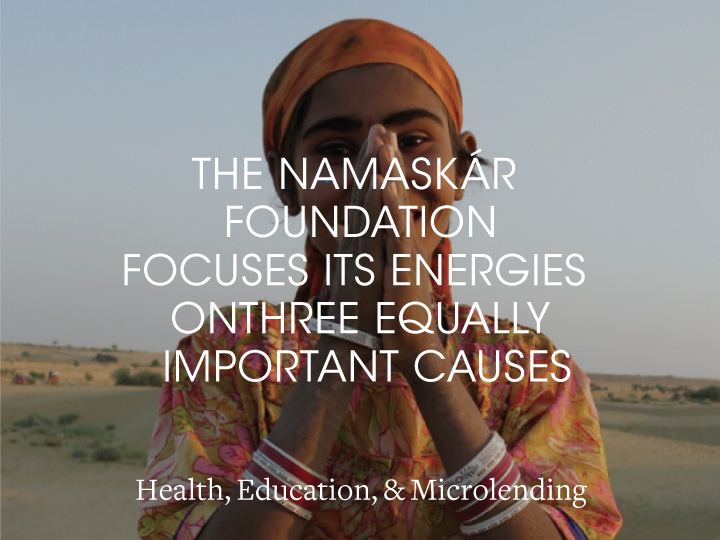 THE NAMASKÁR
FOUNDATION
FOCUSES ITS ENERGIES
ONTHREE EQUALLY
IMPORTANT CAUSES
Health, Education, & Microlending